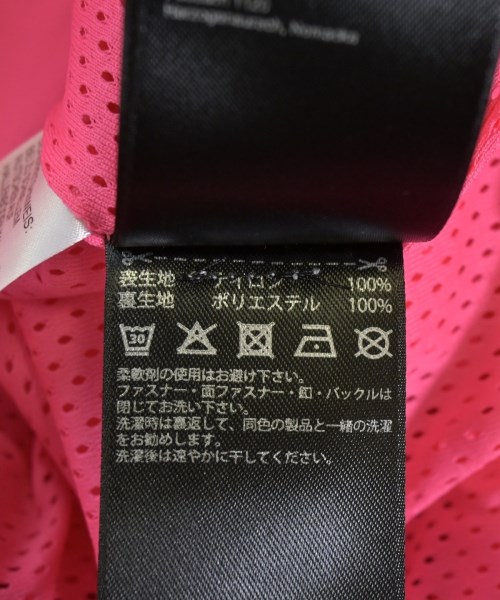 表生地 ナイロン 100%
裏生地 ポリエステル 100%
30
柔軟剤の使用はお避け下さい。
ファスナー・面ファスナー・釦・バックルは
閉じてお洗い下さい。
洗濯時は裏返して、同色の製品と一緒の洗濯
をお勧めします。
洗濯後は速やかに干してください。